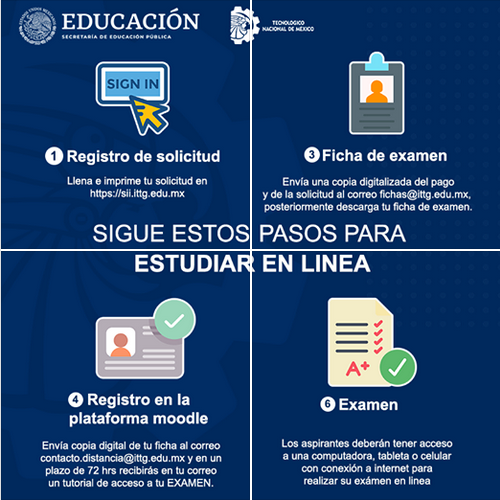 EDUCACIÓN
SECRETARÍA DE EDUCACIÓN PÚBLICA
TECNOLÓGICO
NACIONAL DE MÉXICO
SIGN IN
1 Registro de solicitud
Llena e imprime tu solicitud en
https://sii.ittg.edu.mx
3 Ficha de examen
Envía una copia digitalizada del pago
y de la solicitud al correo fichas@ittg.edu.mx,
posteriormente descarga tu ficha de examen.
SIGUE ESTOS PASOS PARA
ESTUDIAR EN LINEA
4 Registro en la
plataforma moodle
Envía copia digital de tu ficha al correo
contacto.distancia@ittg.edu.mx y en un
plazo de 72 hrs recibirás en tu correo
un tutorial de acceso a tu EXAMEN.
A+
6 Examen
Los aspirantes deberán tener acceso
a una computadora, tableta o celular
con conexión a internet para
realizar su exámen en linea